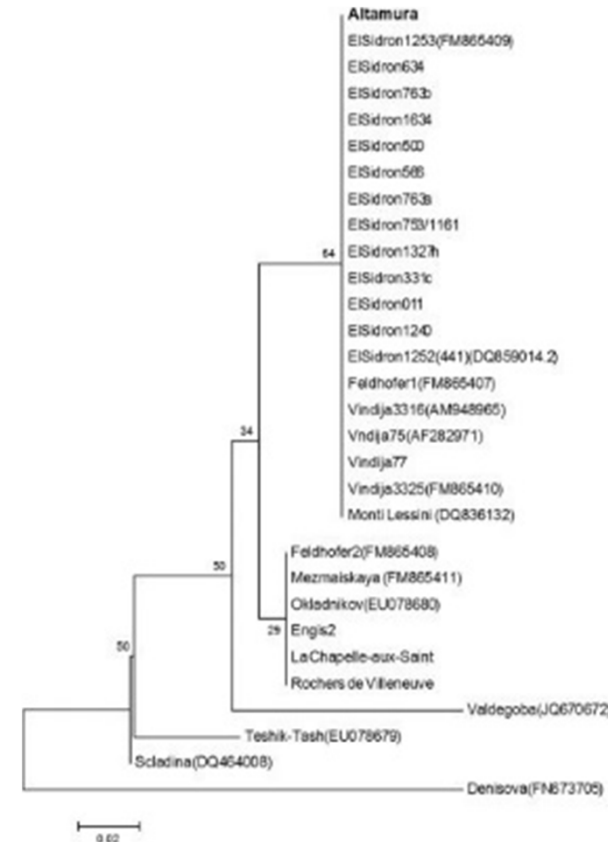 Altamura
ElSidron1253(FM865409)
ElSidron634
ElSidron763b
ElSidron1634
ElSidron500
ElSidron566
ElSidron763a
ElSidron753/1161
ElSidron1327h
ElSidron331c
ElSidron011
ElSidron1240
ElSidron1252(441)(DQ859014.2)
Feldhofer1(FM865407)
Vindija3316(AM948965)
Vndija75(AF282971)
Vindija77
Vindija3325(FM865410)
Monti Lessini (DQ836132)
64
34
Feldhofer2(FM865408)
Mezmaiskaya (FM865411)
Okladnikov(EU078680)
Engis2
La Chapelle-aux-Saint
Rochers de Villeneuve
29
50
50
Valdegoba(JQ670672)
Teshik-Tash(EU078679)
Scladina(DQ464008)
Denisova(FN673705)
0.02